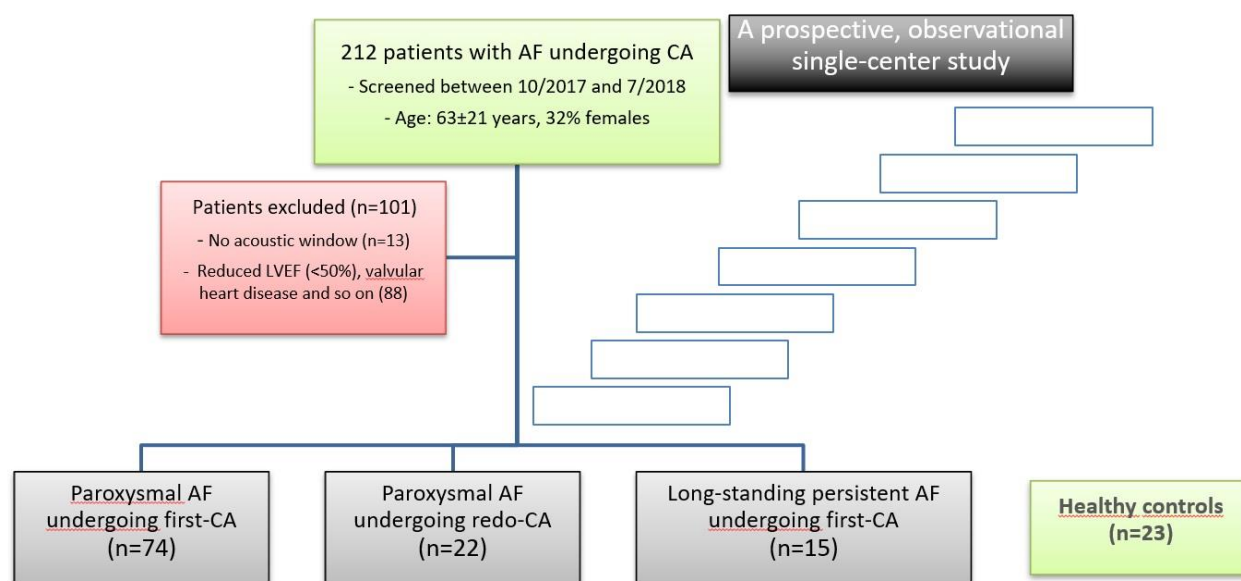 212 patients with AF undergoing CA
- Screened between 10/2017 and 7/2018
- Age: 63±21 years, 32% females
A prospective, observational
single-center study
Patients excluded (n=101)
- No acoustic window (n=13)
- Reduced LVEF (<50%), valvular
heart disease and so on (88)
Paroxysmal AF
undergoing first-CA
(n=74)
Paroxysmal AF
undergoing redo-CA
(n=22)
Long-standing persistent AF
undergoing first-CA
(n=15)
Healthy controls
(n=23)